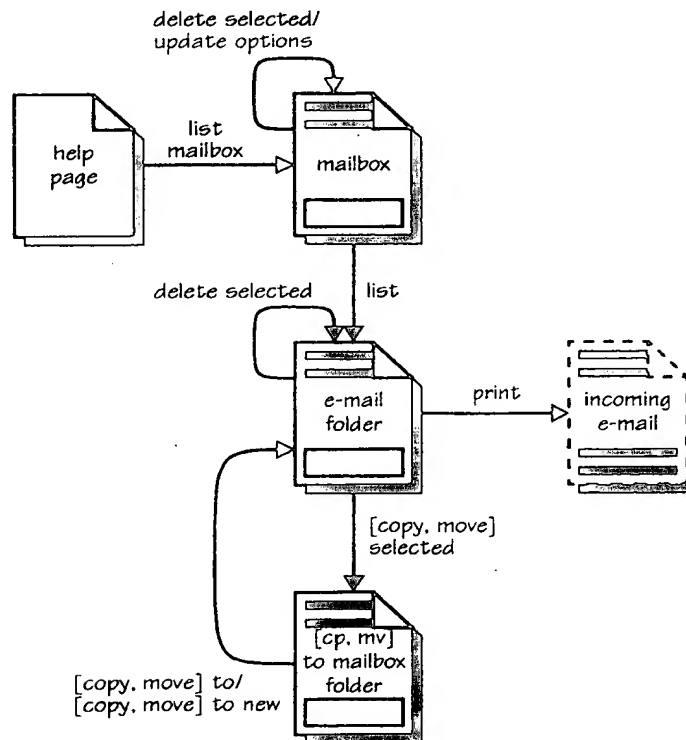 delete selected/
update options
help
page
list
mailbox
mailbox
delete selected
list
e-mail
folder
print
incoming
e-mail
[copy, move]
selected
[cp, mv]
to mailbox
folder
[copy, move] to/
[copy, move] to new